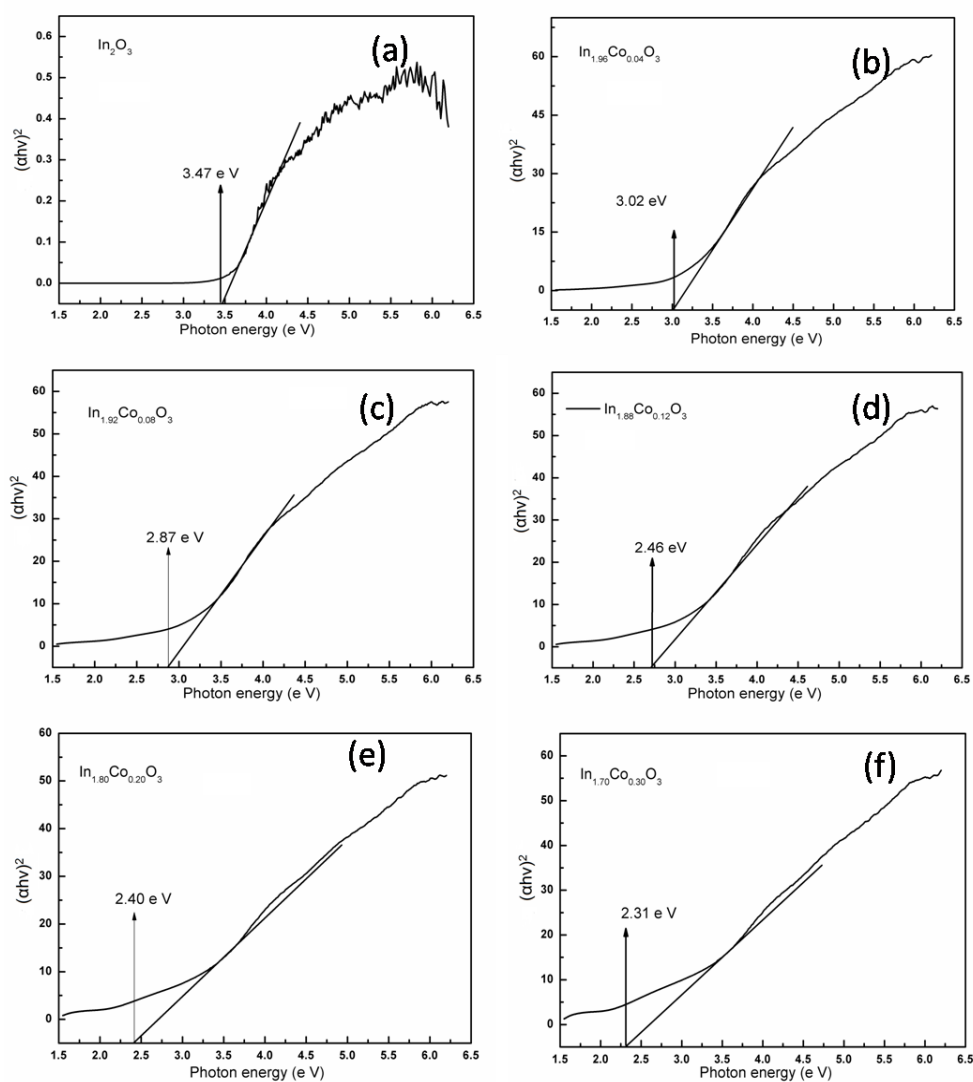 In2O3
(a)
3.47 e V
(αhν)2
0.6
0.5
0.4
0.3
0.2
0.1
0.0
1.5 2.0 2.5 3.0 3.5 4.0 4.5 5.0 5.5 6.0 6.5
Photon energy (e V)
In1.96Co0.04O3
(b)
3.02 eV
(αhν)2
60
45
30
15
0
1.5 2.0 2.5 3.0 3.5 4.0 4.5 5.0 5.5 6.0 6.5
Photon energy (e V)
In1.92Co0.08O3
(c)
2.87 e V
(αhν)2
60
50
40
30
20
10
0
1.5 2.0 2.5 3.0 3.5 4.0 4.5 5.0 5.5 6.0 6.5
Photon energy (e V)
In1.88Co0.12O3
(d)
2.46 eV
(αhν)2
60
50
40
30
20
10
0
1.5 2.0 2.5 3.0 3.5 4.0 4.5 5.0 5.5 6.0 6.5
Photon energy (e V)
In1.80Co0.20O3
(e)
2.40 e V
(αhν)2
60
50
40
30
20
10
0
1.5 2.0 2.5 3.0 3.5 4.0 4.5 5.0 5.5 6.0 6.5
Photon energy (e V)
In1.70Co0.30O3
(f)
2.31 e V
(αhν)2
60
50
40
30
20
10
0
1.5 2.0 2.5 3.0 3.5 4.0 4.5 5.0 5.5 6.0 6.5
Photon energy (e V)